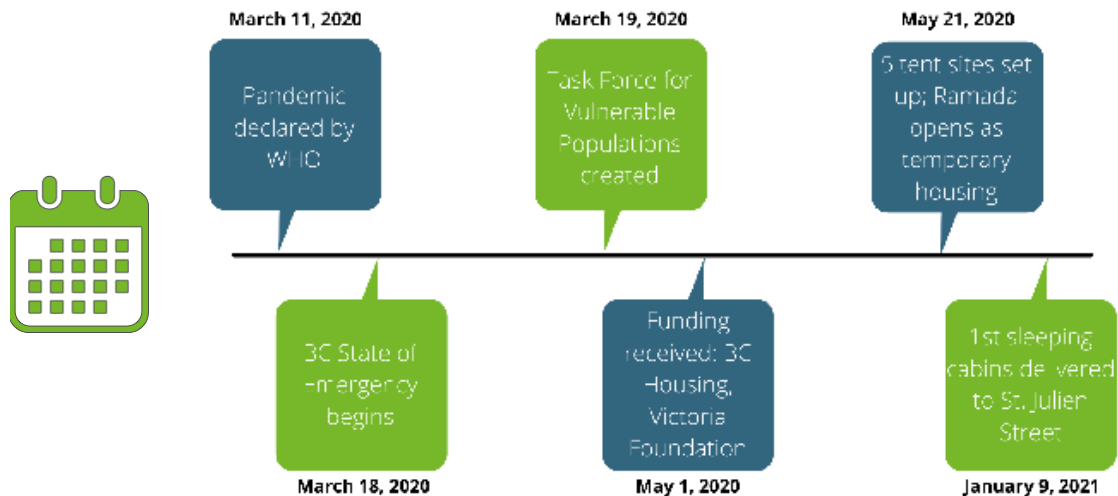 March 11, 2020
Pandemic
declared by
WHO
March 19, 2020
Task Force for
Vulnerable
Populations
created
May 21, 2020
5 tent sites set
up; Ramada
opens as
temporary
housing
BC State of
Emergency
begins
March 18, 2020
Funding
received: BC
Housing,
Victoria
Foundation
May 1, 2020
1st sleeping
cabins delivered
to St. Julien
Street
January 9, 2021